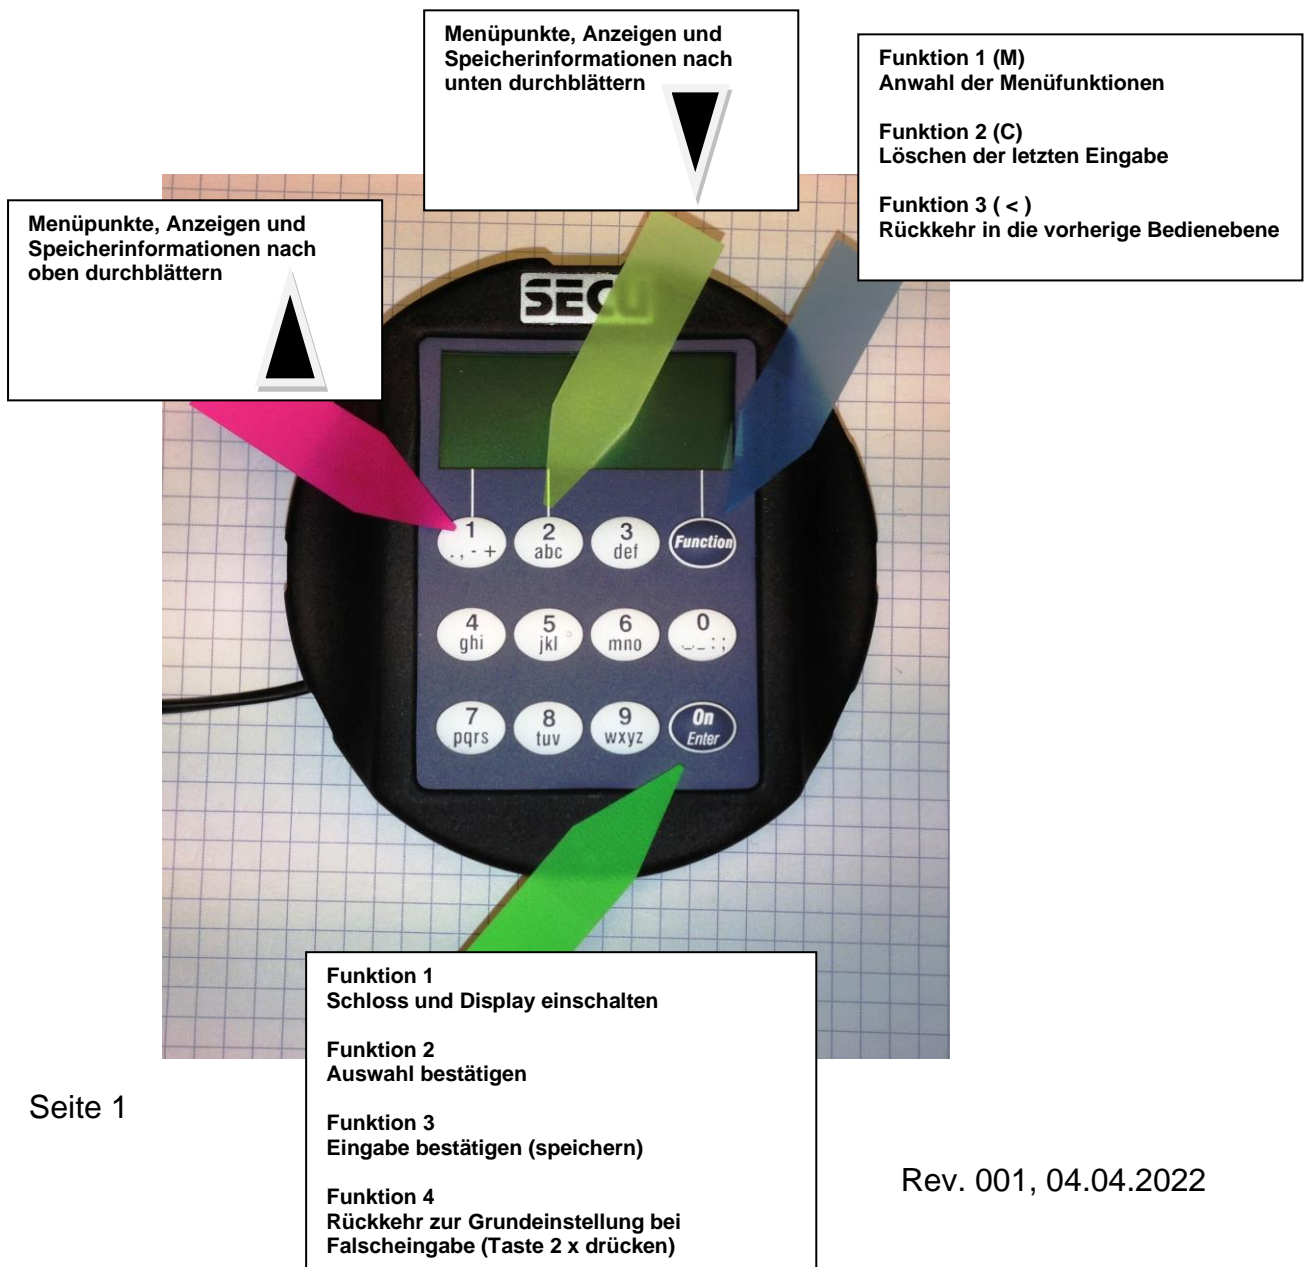 Menüpunkte, Anzeigen und
Speicherinformationen nach
unten durchblättern
Funktion 1 (M)
Anwahl der Menüfunktionen
Funktion 2 (C)
Löschen der letzten Eingabe
Funktion 3 ( < )
Rückkehr in die vorherige Bedienebene
Menüpunkte, Anzeigen und
Speicherinformationen nach
oben durchblättern
SECU
1
. , - +
2
abc
3
def
Function
4
ghi
5
jkl
6
mno
0
7
pqrs
8
tuv
9
wxyz
On
Enter
Funktion 1
Schloss und Display einschalten
Funktion 2
Auswahl bestätigen
Funktion 3
Eingabe bestätigen (speichern)
Funktion 4
Rückkehr zur Grundeinstellung bei
Falscheingabe (Taste 2 x drücken)
Seite 1
Rev. 001, 04.04.2022